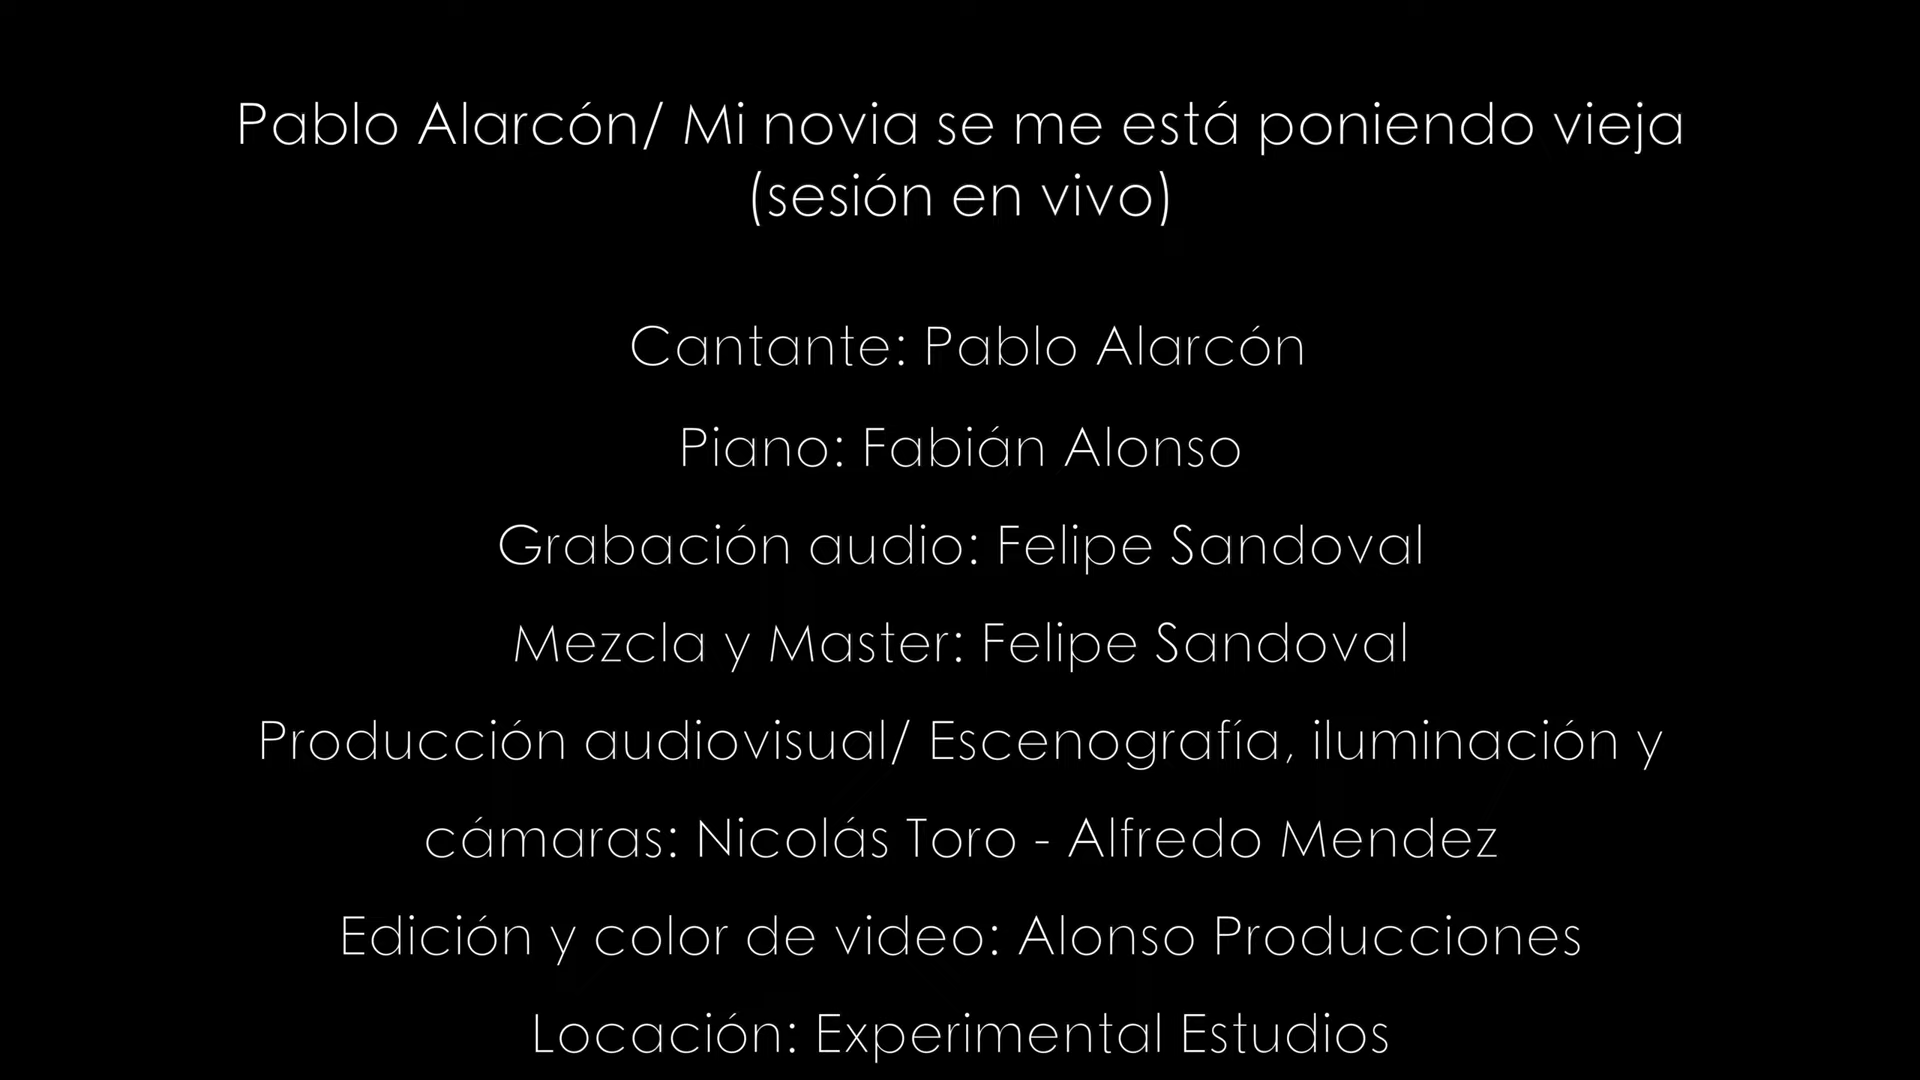 Pablo Alarcón/ Mi novia se me está poniendo vieja
(sesión en vivo)
Cantante: Pablo Alarcón
Piano: Fabián Alonso
Grabación audio: Felipe Sandoval
Mezcla y Master: Felipe Sandoval
Producción audiovisual/ Escenografía, iluminación y
cámaras: Nicolás Toro - Alfredo Mendez
Edición y color de video: Alonso Producciones
Locación: Experimental Estudios